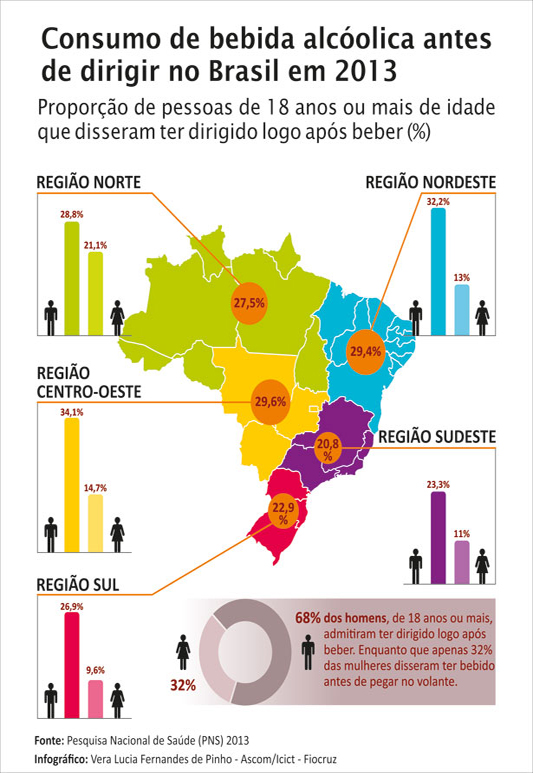 Consumo de bebida alcóolica antes
de dirigir no Brasil em 2013
Proporção de pessoas de 18 anos ou mais de idade
que disseram ter dirigido logo após beber (%)
REGIÃO NORTE
28,8%
21,1%
27,5%
REGIÃO NORDESTE
32,2%
13%
29,4%
REGIÃO
CENTRO-OESTE
34,1%
14,7%
29,6%
REGIÃO SUDESTE
23,3%
11%
20,8
%
REGIÃO SUL
26,9%
9,6%
22,9
%
32%
68% dos homens, de 18 anos ou mais,
admitiram ter dirigido logo após
beber. Enquanto que apenas 32%
das mulheres disseram ter bebido
antes de pegar no volante.
Fonte: Pesquisa Nacional de Saúde (PNS) 2013
Infográfico: Vera Lucia Fernandes de Pinho - Ascom/Icict - Fiocruz